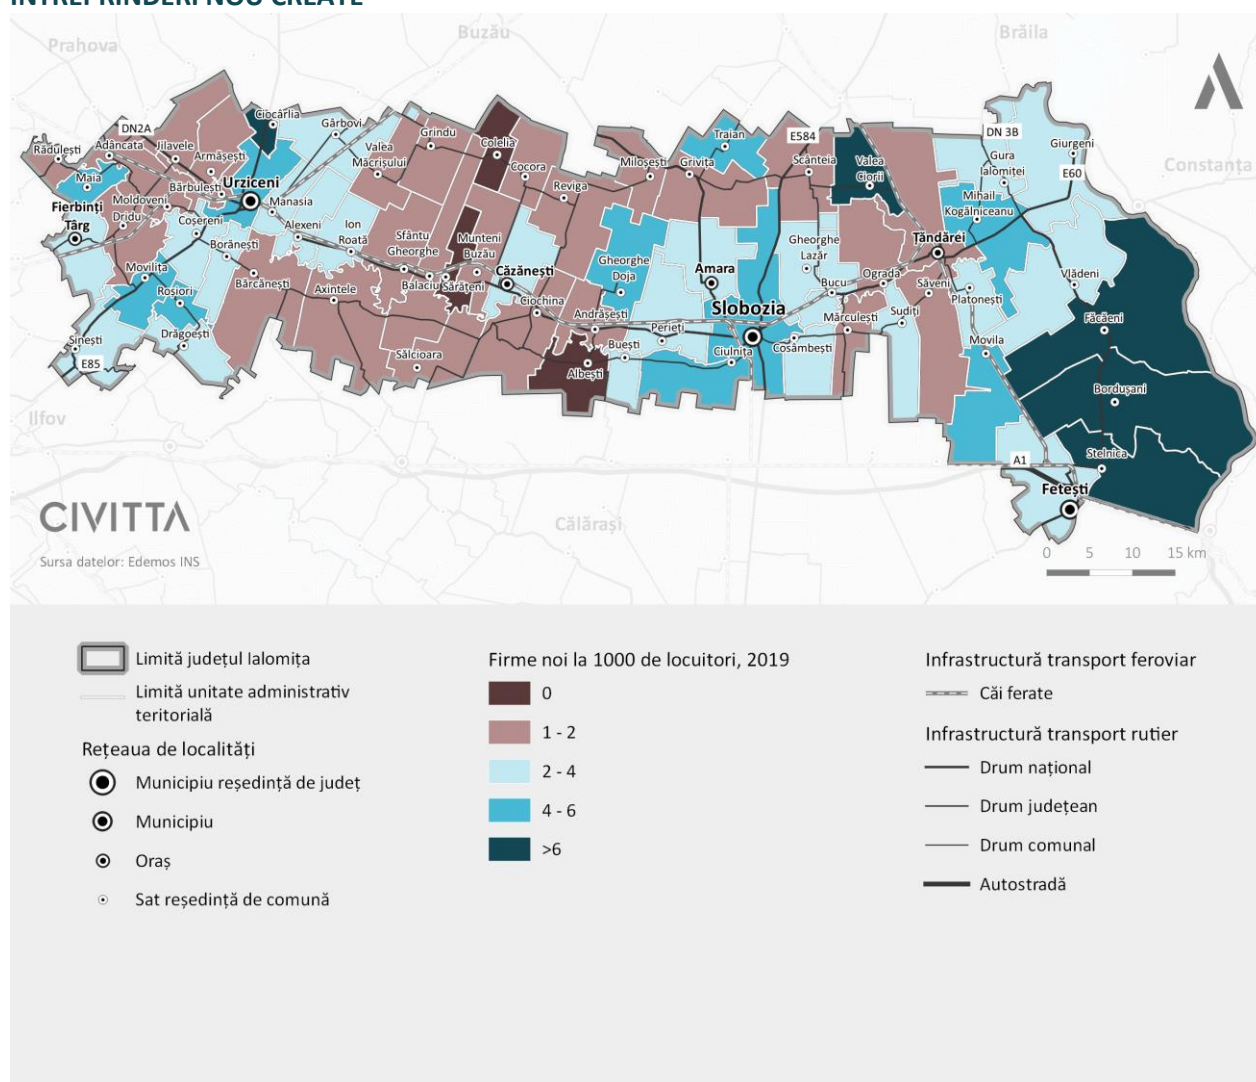 ÎNTREPRINDERI NOU CREATE
Prahova
Buzău
Brăila
Constanța
Ilfov
Călărași
DN2A
Rădulești
Adâncata
Jilavele
Armășești
Maia
Bărbulești
Ciocârlia
Gârbovi
Urziceni
Fierbinți
Târg
Moldoveni
Dridu
Coșereni
Manasia
Borănești
Alexeni
Ion
Roată
Valea
Măcrișului
Grindu
Colelia
Cocora
Reviga
Movilița
Roșiori
Bărcănești
Axintele
Sfântu
Gheorghe
Balaciu
Sărățeni
Munteni
Buzău
Căzănești
Ciochina
Sinești
E85
Drăgoești
Sălcioara
Andrășești
Albești
Buești
Perieți
Miloșești
Grivița
Traian
E584
Scânteia
Valea
Ciorii
Gheorghe
Doja
Amara
Slobozia
Ciulnița
Cosâmbești
Gheorghe
Lazăr
Bucu
Ograda
Mărculești
Sudiți
Săveni
Țăndărei
DN 3B
Gura
Ialomiței
Giurgeni
E60
Mihail
Kogălniceanu
Vlădeni
Platonești
Movila
Făcăeni
Bordușani
Stelnica
A1
Fetești
CIVITTA
Sursa datelor: Edemos INS
0 5 10 15 km
Limită județul Ialomița
Limită unitate administrativ
teritorială
Rețeaua de localități
Municipiu reședință de județ
Municipiu
Oraș
Sat reședință de comună
Firme noi la 1000 de locuitori, 2019
0
1 - 2
2 - 4
4 - 6
>6
Infrastructură transport feroviar
Căi ferate
Infrastructură transport rutier
Drum național
Drum județean
Drum comunal
Autostradă